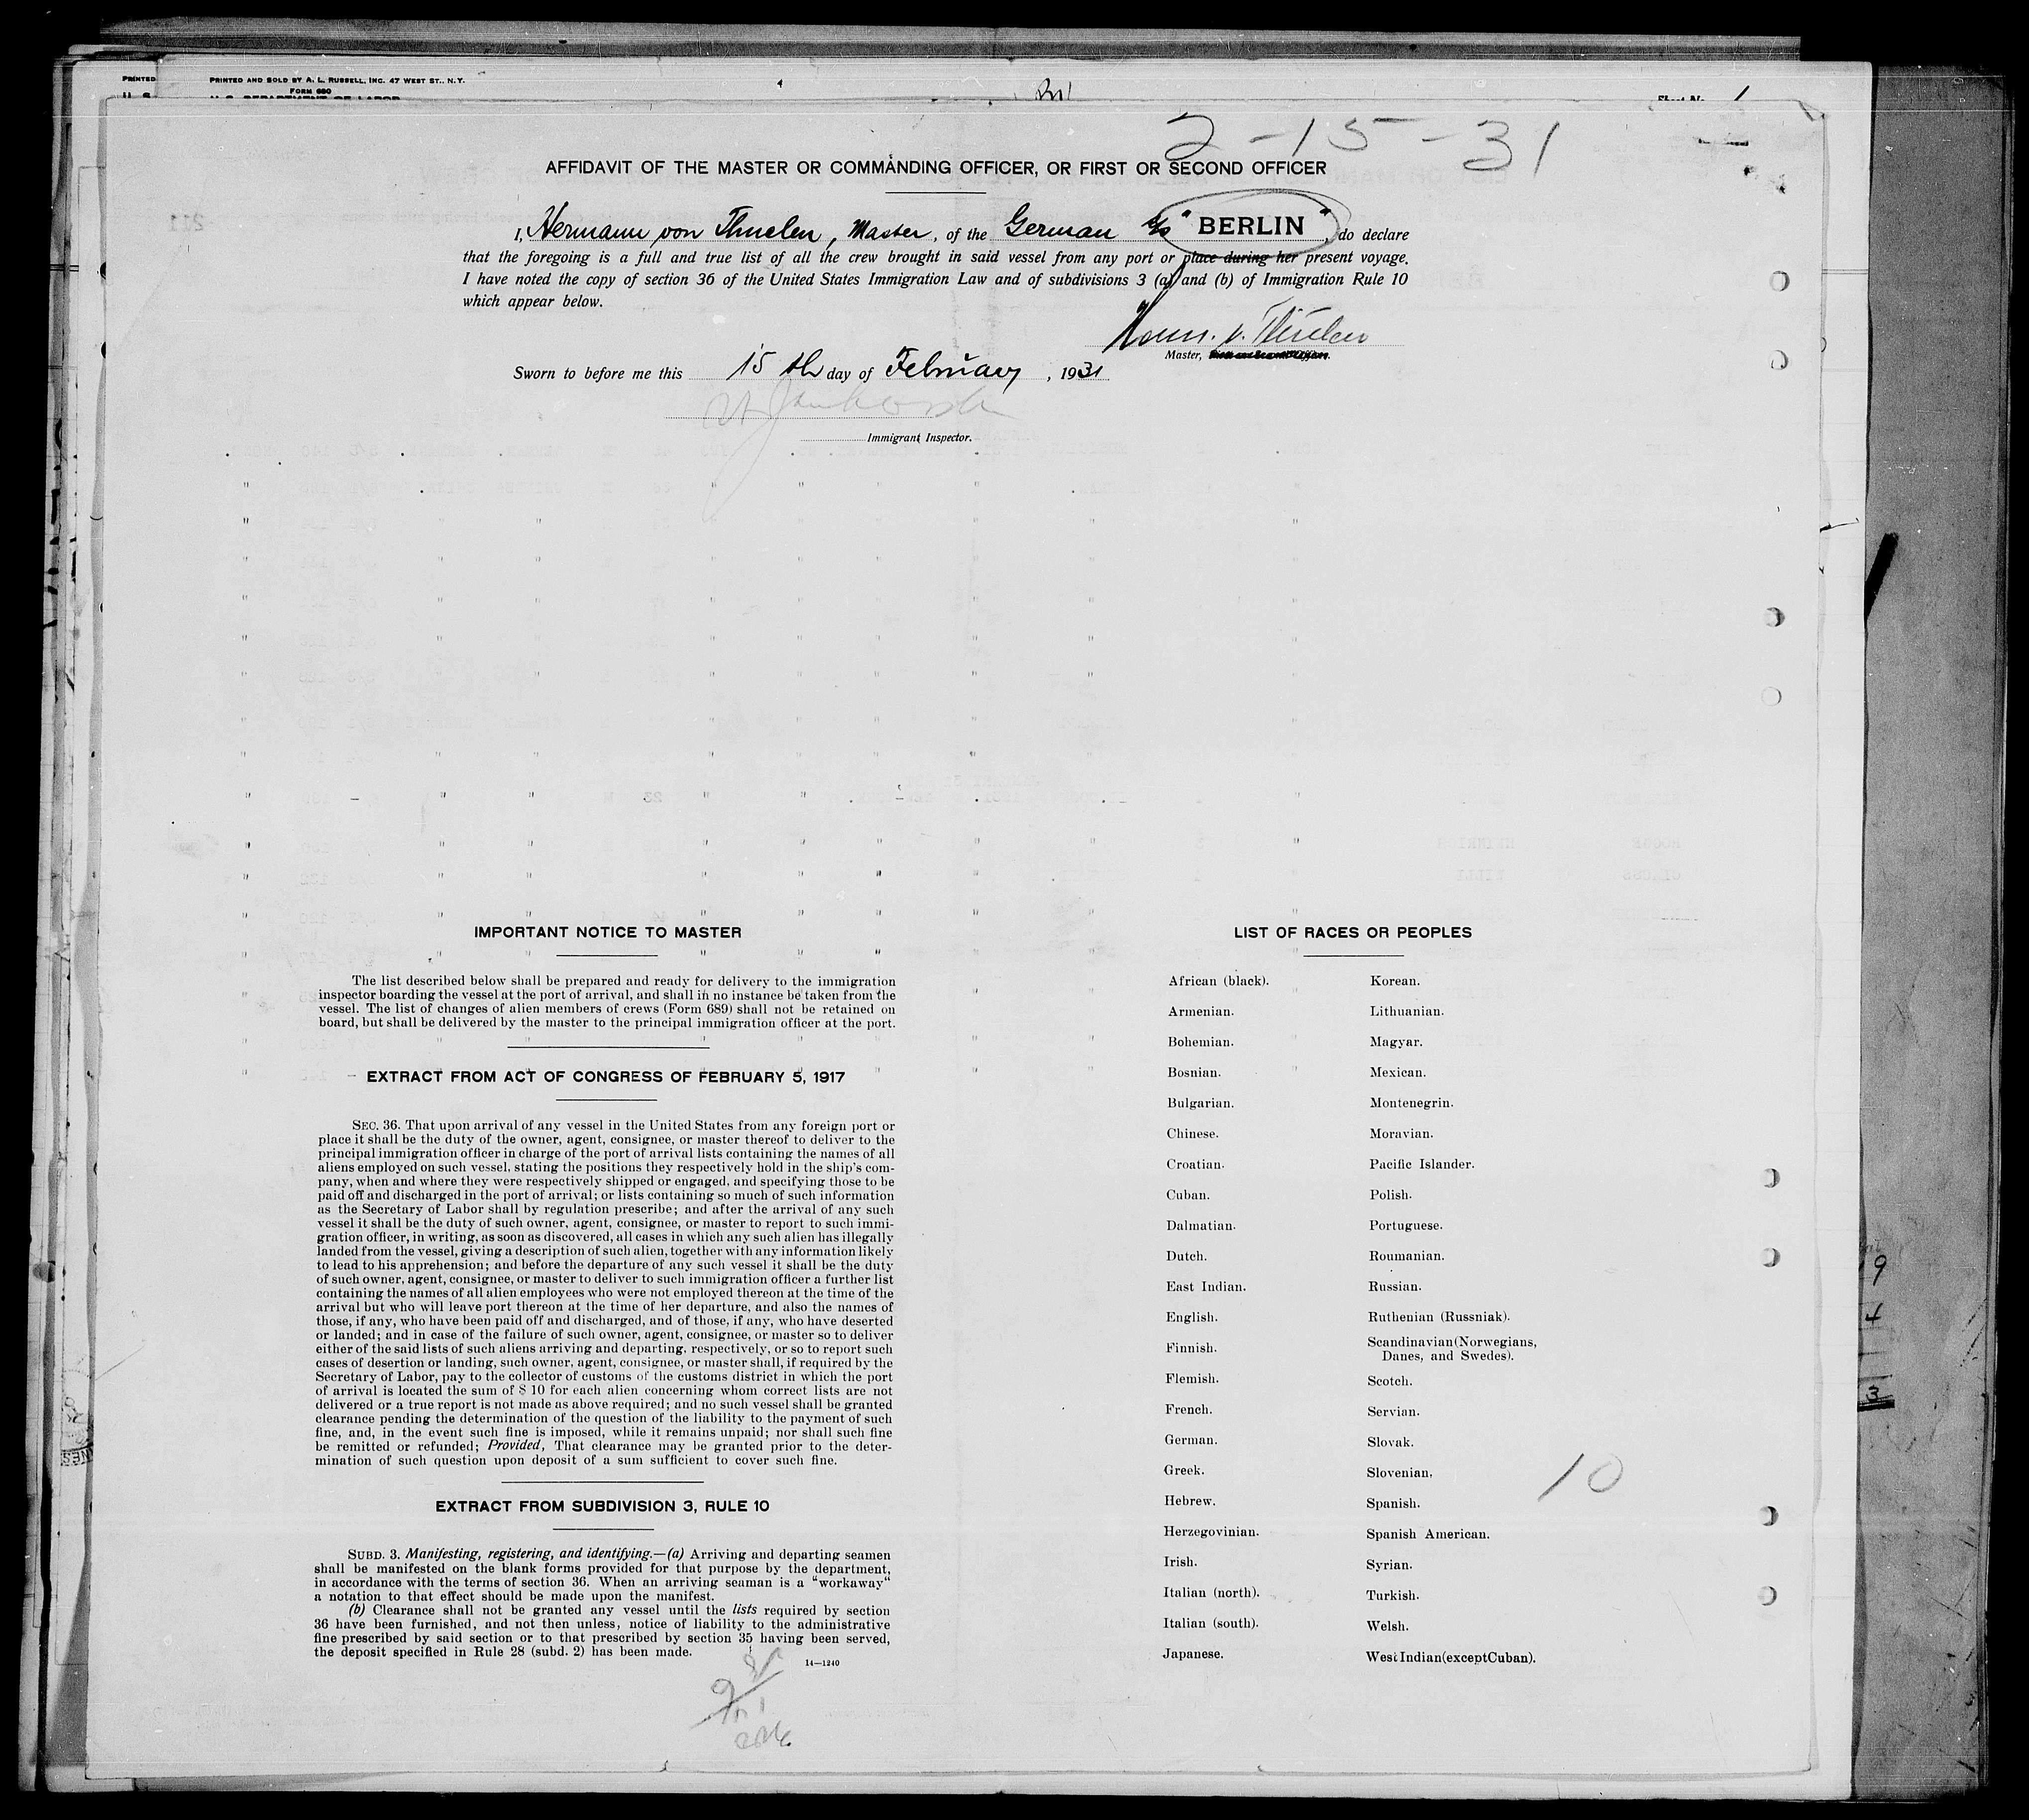 PRINTED
PRINTED AND SOLD BY A. L. RUSSELL, INC. 47 WEST ST., N.Y.
FORM 680
U. S.
U. S. DEPARTMENT OF LABOR
Sheet No. 1
2-15-31
AFFIDAVIT OF THE MASTER OR COMMANDING OFFICER, OR FIRST OR SECOND OFFICER
I, Hermann von Thuelen, Master, of the German s/s "BERLIN", do declare
that the foregoing is a full and true list of all the crew brought in said vessel from any port or place during her present voyage.
I have noted the copy of section 36 of the United States Immigration Law and of subdivisions 3 (a) and (b) of Immigration Rule 10
which appear below.
Herm. v. Thülen
Master,
Sworn to before me this 15th day of February, 1931
Immigrant Inspector.
IMPORTANT NOTICE TO MASTER
The list described below shall be prepared and ready for delivery to the immigration
inspector boarding the vessel at the port of arrival, and shall in no instance be taken from the
vessel. The list of changes of alien members of crews (Form 689) shall not be retained on
board, but shall be delivered by the master to the principal immigration officer at the port.
EXTRACT FROM ACT OF CONGRESS OF FEBRUARY 5, 1917
SEC. 36. That upon arrival of any vessel in the United States from any foreign port or
place it shall be the duty of the owner, agent, consignee, or master thereof to deliver to the
principal immigration officer in charge of the port of arrival lists containing the names of all
aliens employed on such vessel, stating the positions they respectively hold in the ship's com-
pany, when and where they were respectively shipped or engaged, and specifying those to be
paid off and discharged in the port of arrival; or lists containing so much of such information
as the Secretary of Labor shall by regulation prescribe; and after the arrival of any such
vessel it shall be the duty of such owner, agent, consignee, or master to report to such immi-
gration officer, in writing, as soon as discovered, all cases in which any such alien has illegally
landed from the vessel, giving a description of such alien, together with any information likely
to lead to his apprehension; and before the departure of any such vessel it shall be the duty
of such owner, agent, consignee, or master to deliver to such immigration officer a further list
containing the names of all alien employees who were not employed thereon at the time of the
arrival but who will leave port thereon at the time of her departure, and also the names of
those, if any, who have been paid off and discharged, and of those, if any, who have deserted
or landed; and in case of the failure of such owner, agent, consignee, or master so to deliver
either of the said lists of such aliens arriving and departing, respectively, or so to report such
cases of desertion or landing, such owner, agent, consignee, or master shall, if required by the
Secretary of Labor, pay to the collector of customs of the customs district in which the port
of arrival is located the sum of $ 10 for each alien concerning whom correct lists are not
delivered or a true report is not made as above required; and no such vessel shall be granted
clearance pending the determination of the question of the liability to the payment of such
fine, and, in the event such fine is imposed, while it remains unpaid; nor shall such fine
be remitted or refunded; Provided, That clearance may be granted prior to the deter-
mination of such question upon deposit of a sum sufficient to cover such fine.
EXTRACT FROM SUBDIVISION 3, RULE 10
SUBD. 3. Manifesting, registering, and identifying.—(a) Arriving and departing seamen
shall be manifested on the blank forms provided for that purpose by the department,
in accordance with the terms of section 36. When an arriving seaman is a "workaway"
a notation to that effect should be made upon the manifest.
(b) Clearance shall not be granted any vessel until the lists required by section
36 have been furnished, and not then unless, notice of liability to the administrative
fine prescribed by said section or to that prescribed by section 35 having been served,
the deposit specified in Rule 28 (subd. 2) has been made.
14—1240
LIST OF RACES OR PEOPLES
African (black).
Armenian.
Bohemian.
Bosnian.
Bulgarian.
Chinese.
Croatian.
Cuban.
Dalmatian.
Dutch.
East Indian.
English.
Finnish.
Flemish.
French.
German.
Greek.
Hebrew.
Herzegovinian.
Irish.
Italian (north).
Italian (south).
Japanese.
Korean.
Lithuanian.
Magyar.
Mexican.
Montenegrin.
Moravian.
Pacific Islander.
Polish.
Portuguese.
Roumanian.
Russian.
Ruthenian (Russniak).
Scandinavian (Norwegians,
Danes, and Swedes).
Scotch.
Servian.
Slovak.
Slovenian.
Spanish.
Spanish American.
Syrian.
Turkish.
Welsh.
West Indian (except Cuban).
10
9
4
3